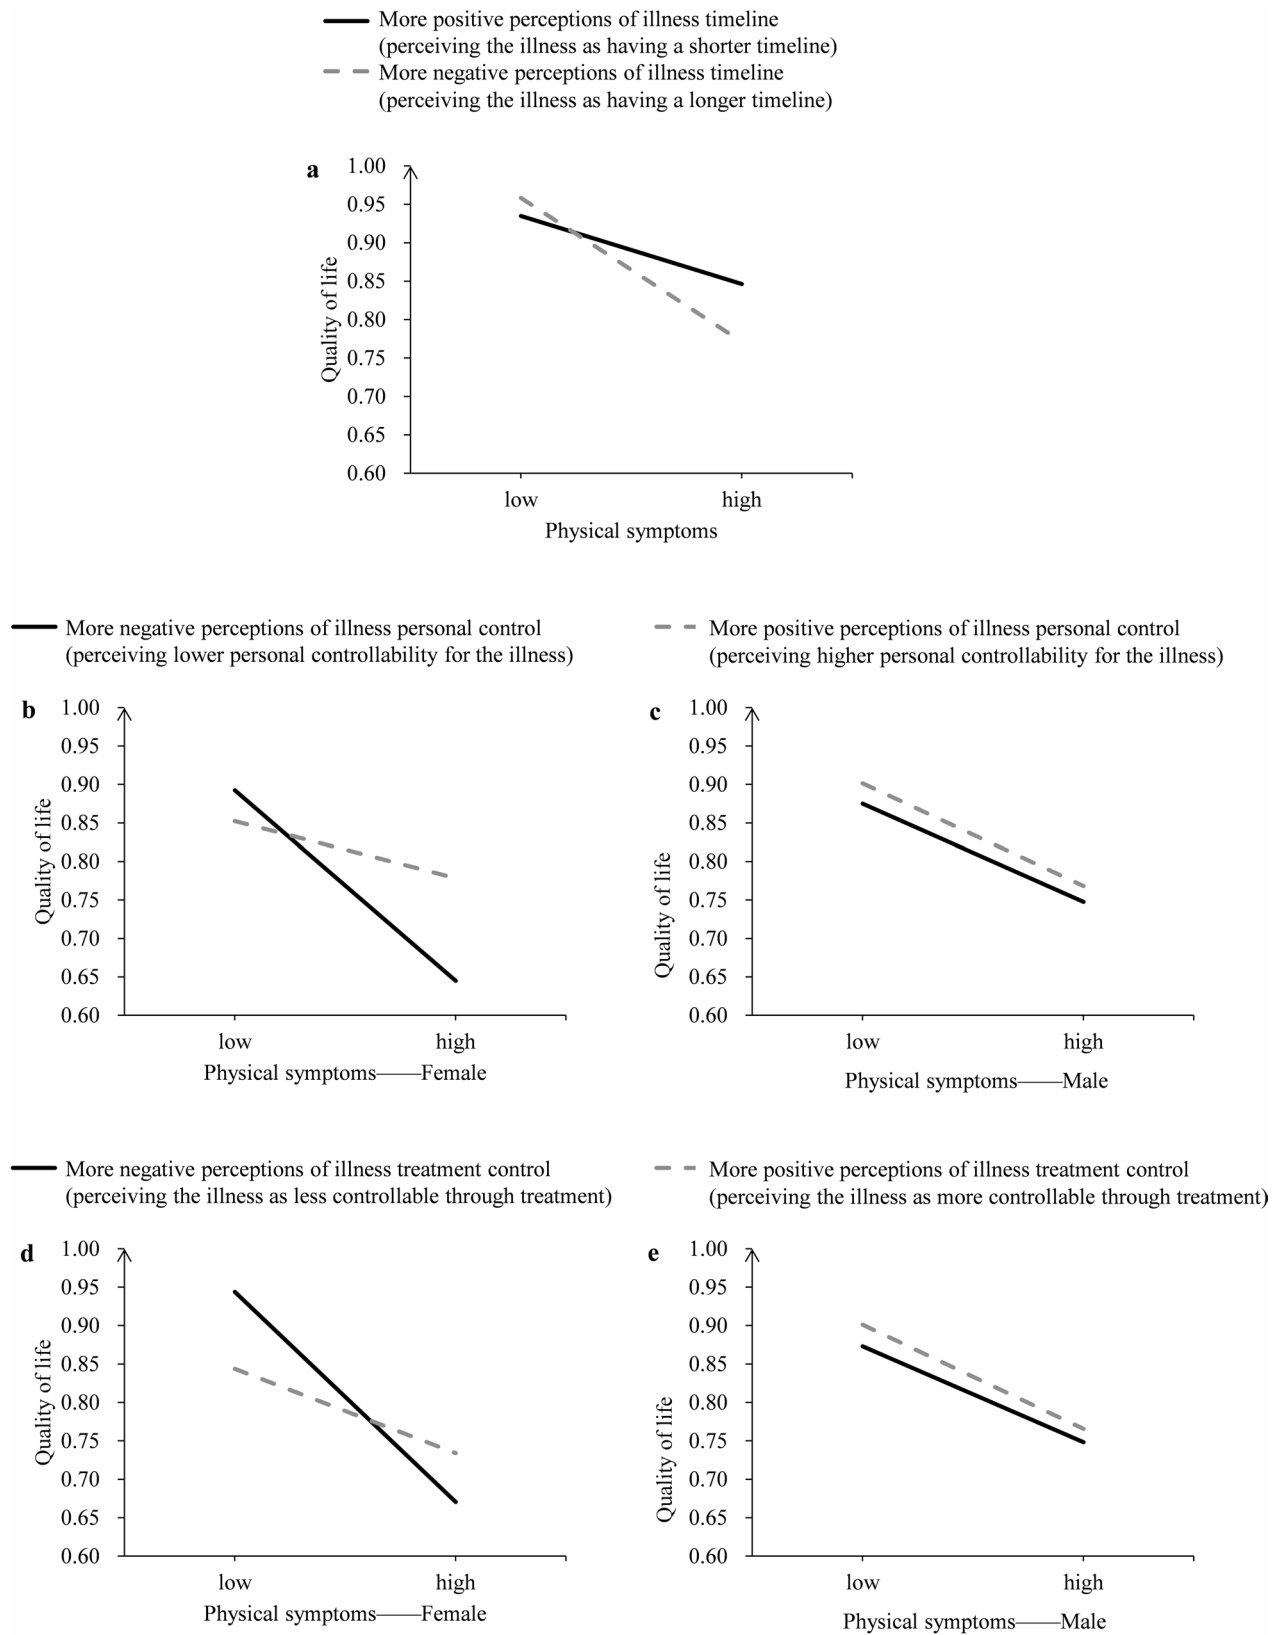 More positive perceptions of illness timeline
(perceiving the illness as having a shorter timeline)
More negative perceptions of illness timeline
(perceiving the illness as having a longer timeline)
a
1.00
0.95
0.90
0.85
0.80
0.75
0.70
0.65
0.60
Quality of life
low
high
Physical symptoms
More negative perceptions of illness personal control
(perceiving lower personal controllability for the illness)
More positive perceptions of illness personal control
(perceiving higher personal controllability for the illness)
b
1.00
0.95
0.90
0.85
0.80
0.75
0.70
0.65
0.60
Quality of life
low
high
Physical symptoms——Female
c
1.00
0.95
0.90
0.85
0.80
0.75
0.70
0.65
0.60
Quality of life
low
high
Physical symptoms——Male
More negative perceptions of illness treatment control
(perceiving the illness as less controllable through treatment)
More positive perceptions of illness treatment control
(perceiving the illness as more controllable through treatment)
d
1.00
0.95
0.90
0.85
0.80
0.75
0.70
0.65
0.60
Quality of life
low
high
Physical symptoms——Female
e
1.00
0.95
0.90
0.85
0.80
0.75
0.70
0.65
0.60
Quality of life
low
high
Physical symptoms——Male